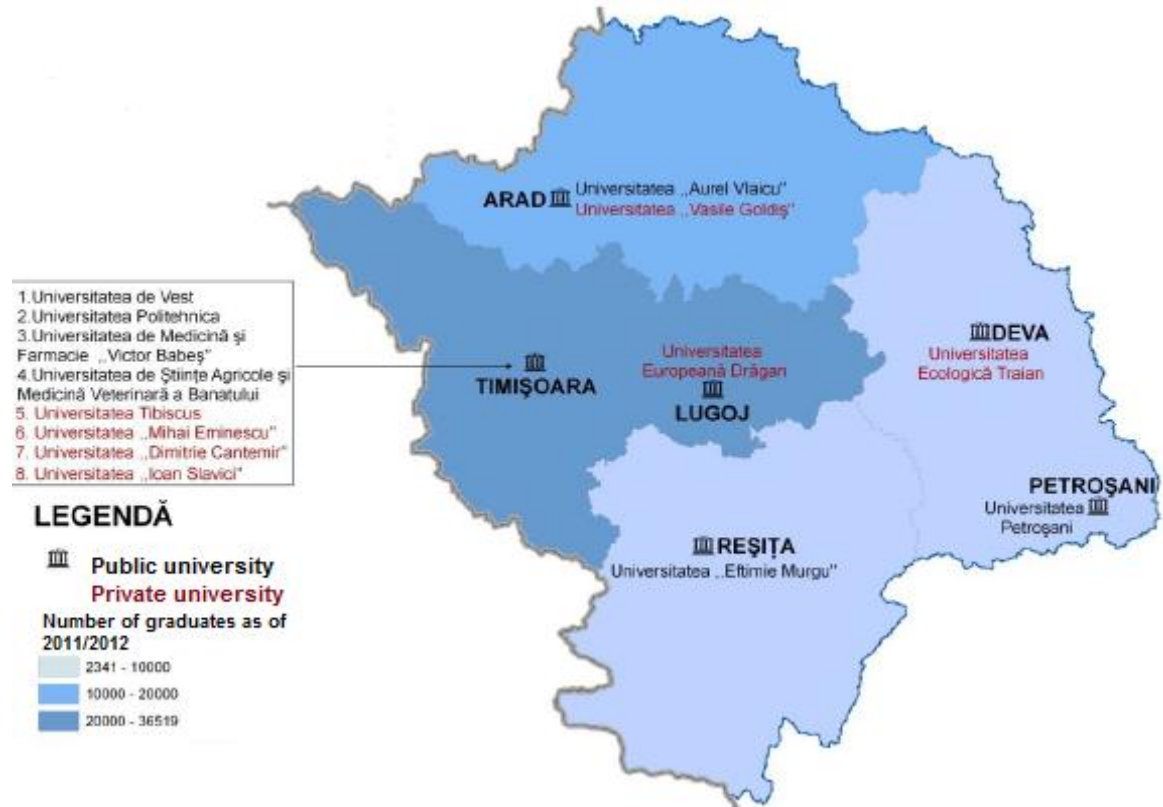 ARAD
Universitatea ,,Aurel Vlaicu"
Universitatea ,,Vasile Goldiş"
1.Universitatea de Vest
2.Universitatea Politehnica
3.Universitatea de Medicină şi
Farmacie ,,Victor Babeş"
4.Universitatea de Ştiinţe Agricole şi
Medicină Veterinară a Banatului
5. Universitatea Tibiscus
6. Universitatea ,,Mihai Eminescu"
7. Universitatea ,,Dimitrie Cantemir"
8. Universitatea ,,Ioan Slavici"
TIMIŞOARA
Universitatea
Europeană Drăgan
LUGOJ
DEVA
Universitatea
Ecologică Traian
PETROŞANI
Universitatea
Petroşani
REŞIŢA
Universitatea ,,Eftimie Murgu"
LEGENDĂ
Public university
Private university
Number of graduates as of
2011/2012
2341 - 10000
10000 - 20000
20000 - 36519